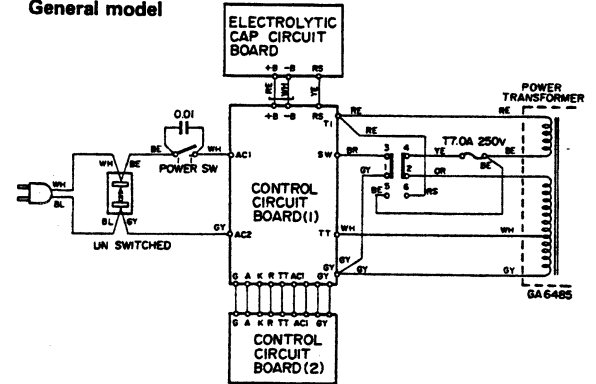 General model
ELECTROLYTIC
CAP CIRCUIT
BOARD
+B -B RS
RE WH YE
+B -B RS
POWER
TRANSFORMER
0.01
T1 RE RE
RE
T7.0A 250V
WH BE BE WH AC1
POWER SW
SW BR 3 4 YE BE
BE
GY 1 2 OR
BE 5 6 RS
CONTROL
CIRCUIT
BOARD(1)
WH
BL
BL GY GY AC2
TT WH WH
UN SWITCHED
GY
GY GY
G A K R TT AC1 GY
GA6485
G A K R TT AC1 GY
CONTROL
CIRCUIT
BOARD(2)